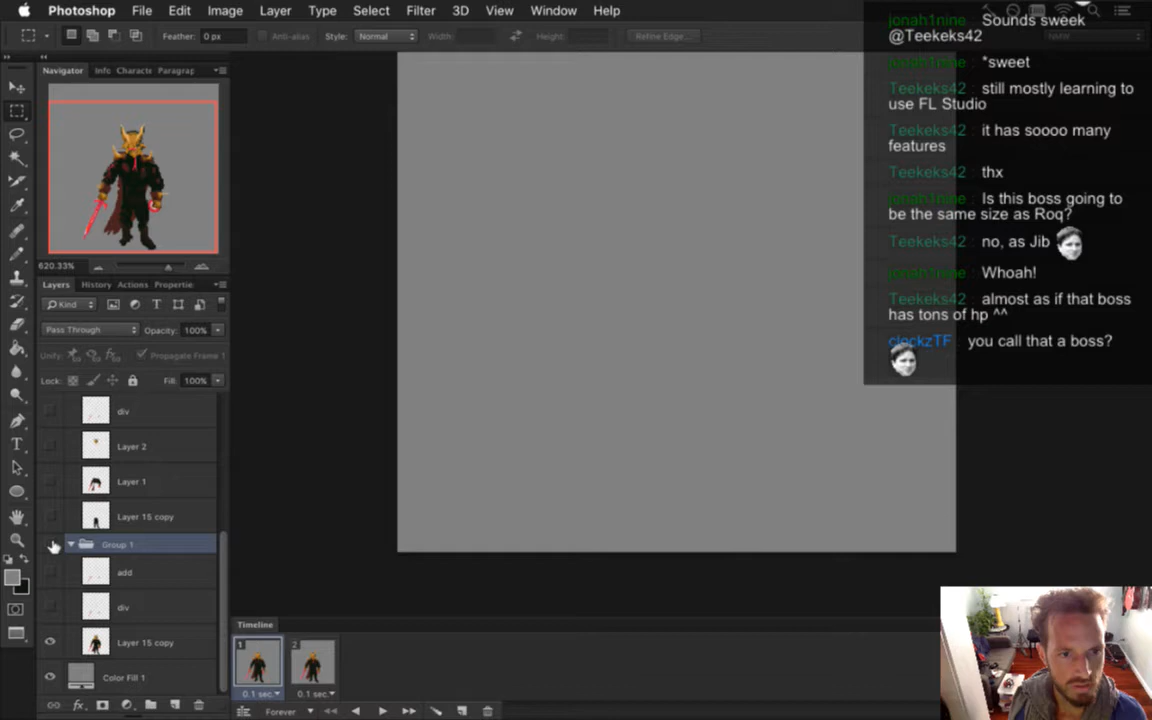 Photoshop File Edit Image Layer Type Select Filter 3D View Window Help
Feather: 0 px Anti-alias Style: Normal Width: Height: Refine Edge...
Navigator Info Characte Paragrap
620.33%
Layers History Actions Propertie
Kind
Pass Through Opacity: 100%
Unify: Propagate Frame 1
Lock: Fill: 100%
div
Layer 2
Layer 1
Layer 15 copy
Group 1
add
div
Layer 15 copy
Color Fill 1
Timeline
1 2
0.1 sec. 0.1 sec.
Forever
jonah1nine : Sounds sweek
@Teekeks42
jonah1nine : *sweet
Teekeks42 : still mostly learning to
use FL Studio
Teekeks42 : it has soooo many
features
Teekeks42 : thx
jonah1nine : Is this boss going to
be the same size as Roq?
Teekeks42 : no, as Jib
jonah1nine : Whoah!
Teekeks42 : almost as if that boss
has tons of hp ^^
clockzTF : you call that a boss?